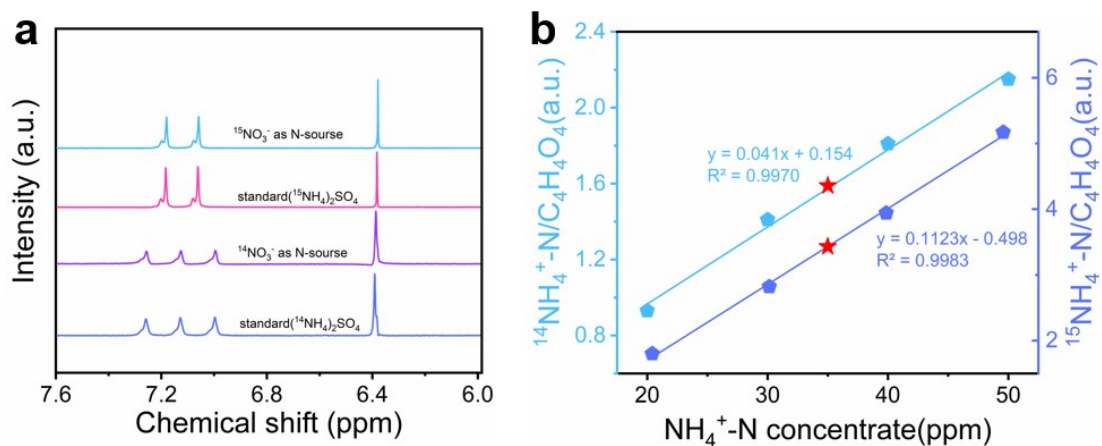 a
Intensity (a.u.)
¹⁵NO₃⁻ as N-sourse
standard(¹⁵NH₄)₂SO₄
¹⁴NO₃⁻ as N-sourse
standard(¹⁴NH₄)₂SO₄
7.6 7.2 6.8 6.4 6.0
Chemical shift (ppm)
b
¹⁴NH₄⁺-N/C₄H₄O₄(a.u.)
2.4
2.0
1.6
1.2
0.8
y = 0.041x + 0.154
R² = 0.9970
y = 0.1123x - 0.498
R² = 0.9983
6
4
2
¹⁵NH₄⁺-N/C₄H₄O₄(a.u.)
20 30 40 50
NH₄⁺-N concentrate(ppm)